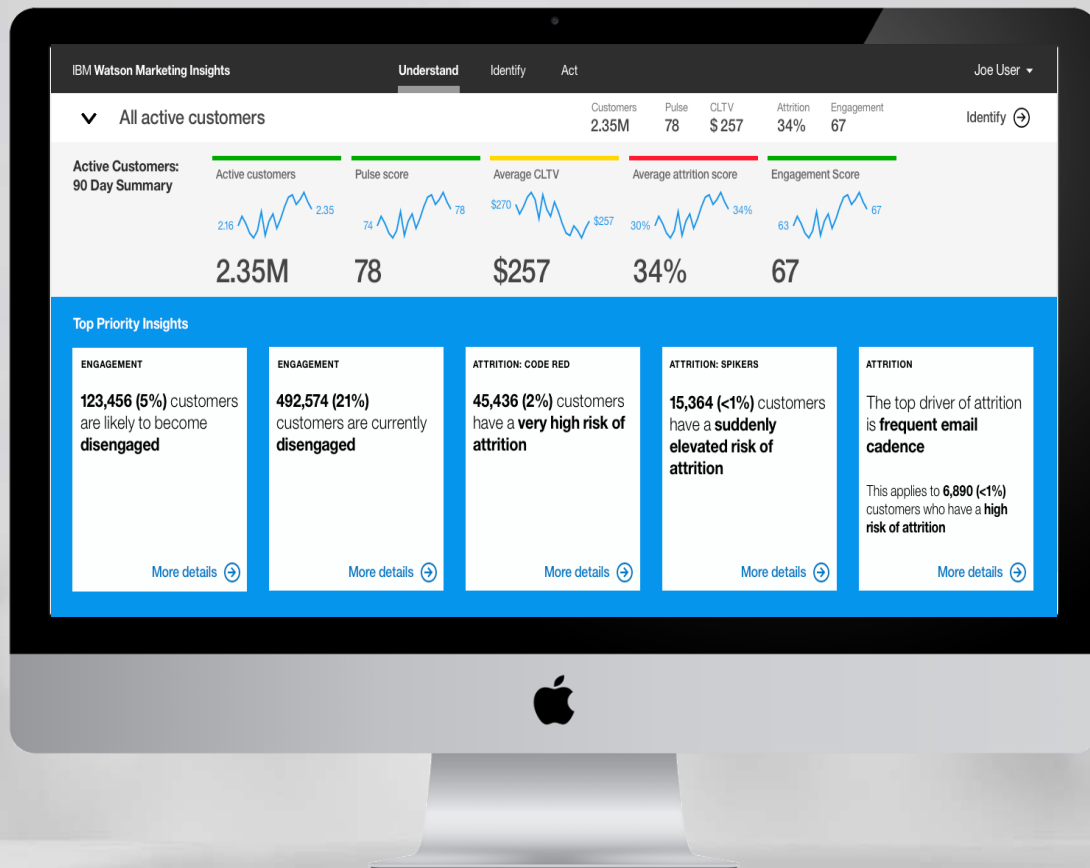 IBM Watson Marketing Insights
Understand
Identify
Act
Joe User
All active customers
Customers
2.35M
Pulse
78
CLTV
$ 257
Attrition
34%
Engagement
67
Identify
Active Customers:
90 Day Summary
Active customers
2.16
2.35
2.35M
Pulse score
74
78
78
Average CLTV
$270
$257
$257
Average attrition score
30%
34%
34%
Engagement Score
63
67
67
Top Priority Insights
ENGAGEMENT
123,456 (5%) customers
are likely to become
disengaged
More details
ENGAGEMENT
492,574 (21%)
customers are currently
disengaged
More details
ATTRITION: CODE RED
45,436 (2%) customers
have a very high risk of
attrition
More details
ATTRITION: SPIKERS
15,364 (<1%) customers
have a suddenly
elevated risk of
attrition
More details
ATTRITION
The top driver of attrition
is frequent email
cadence
This applies to 6,890 (<1%)
customers who have a high
risk of attrition
More details